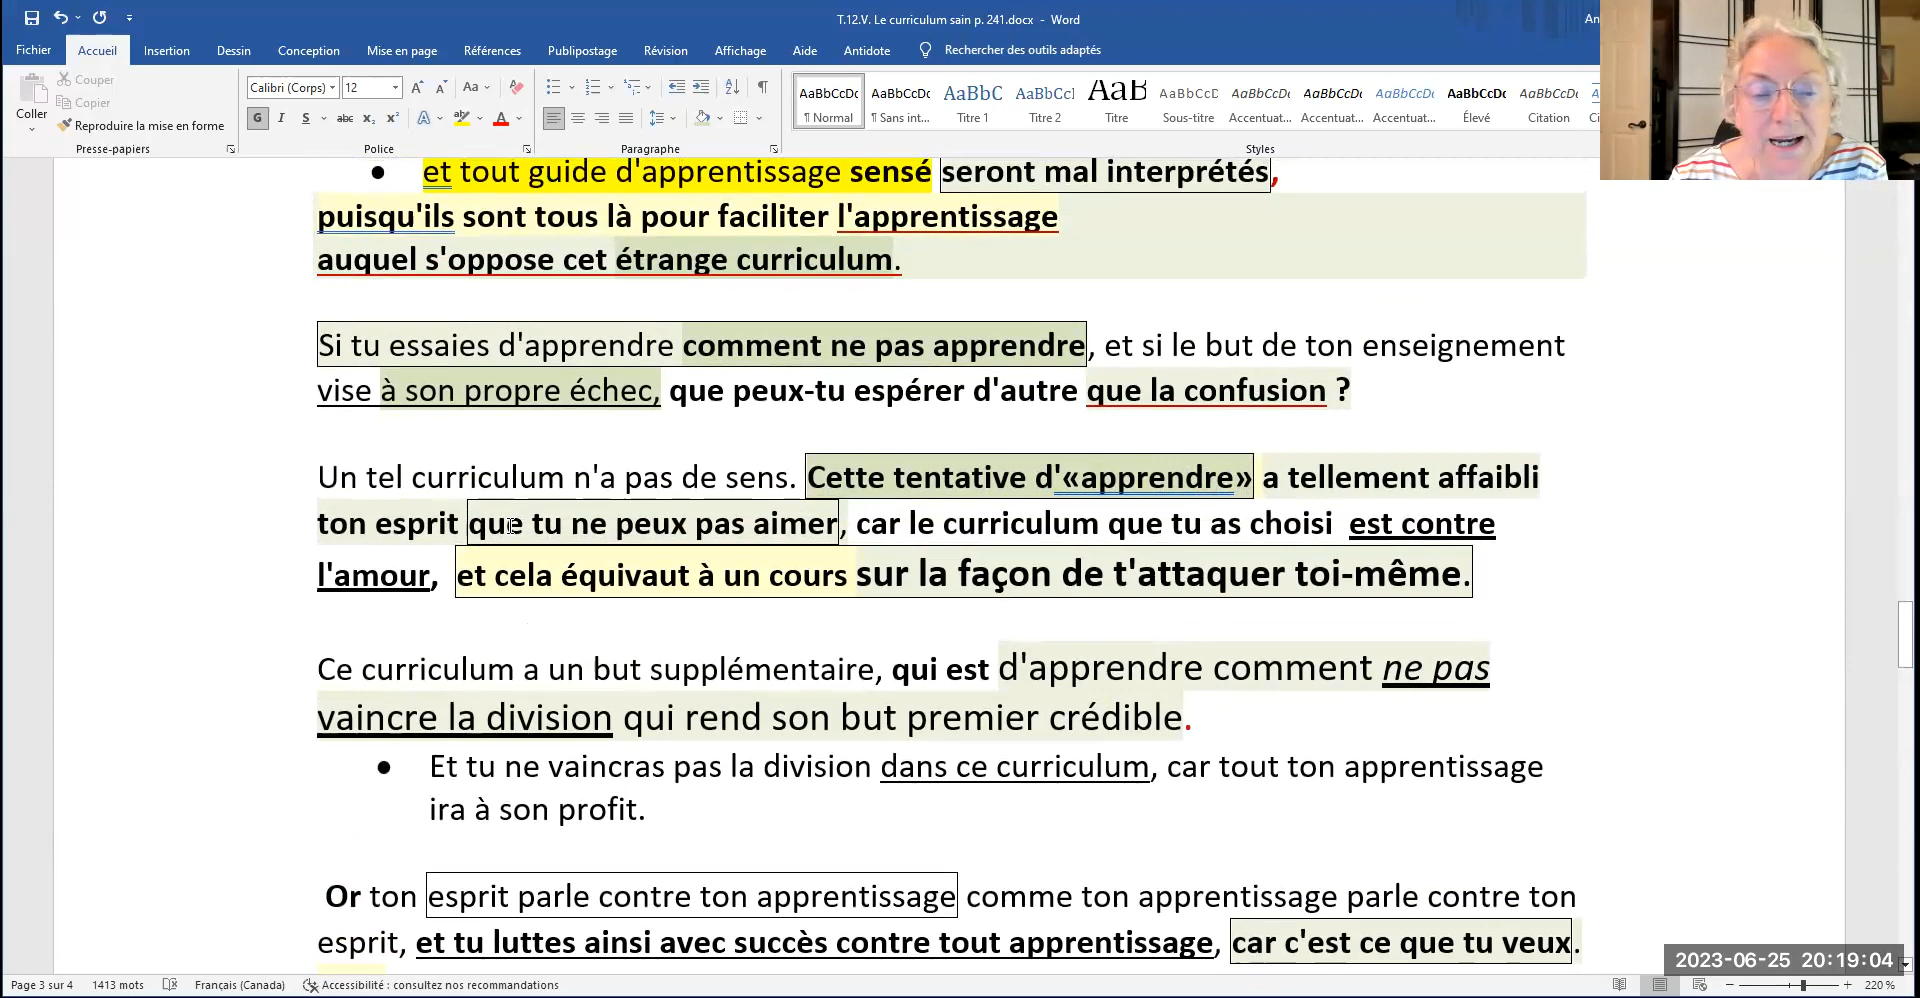 T.12.V. Le curriculum sain p. 241.docx - Word
An
Fichier Accueil Insertion Dessin Conception Mise en page Références Publipostage Révision Affichage Aide Antidote Rechercher des outils adaptés
Couper
Copier
Coller
Reproduire la mise en forme
Presse-papiers
Calibri (Corps) 12
G I S abc
Police
Paragraphe
AaBbCcDc AaBbCcDc AaBbC AaBbCcI AaB AaBbCcD AaBbCcDc AaBbCcDc AaBbCcDc AaBbCcDc AaBbCcDc
¶ Normal ¶ Sans int... Titre 1 Titre 2 Titre Sous-titre Accentuat... Accentuat... Accentuat... Élevé Citation
Styles
• et tout guide d'apprentissage sensé seront mal interprétés,
puisqu'ils sont tous là pour faciliter l'apprentissage
auquel s'oppose cet étrange curriculum.
Si tu essaies d'apprendre comment ne pas apprendre, et si le but de ton enseignement
vise à son propre échec, que peux-tu espérer d'autre que la confusion ?
Un tel curriculum n'a pas de sens. Cette tentative d'«apprendre» a tellement affaibli
ton esprit que tu ne peux pas aimer, car le curriculum que tu as choisi est contre
l'amour, et cela équivaut à un cours sur la façon de t'attaquer toi-même.
Ce curriculum a un but supplémentaire, qui est d'apprendre comment ne pas
vaincre la division qui rend son but premier crédible.
• Et tu ne vaincras pas la division dans ce curriculum, car tout ton apprentissage
ira à son profit.
Or ton esprit parle contre ton apprentissage comme ton apprentissage parle contre ton
esprit, et tu luttes ainsi avec succès contre tout apprentissage, car c'est ce que tu veux.
2023-06-25 20:19:04
Page 3 sur 4 1413 mots Français (Canada) Accessibilité : consultez nos recommandations 220 %